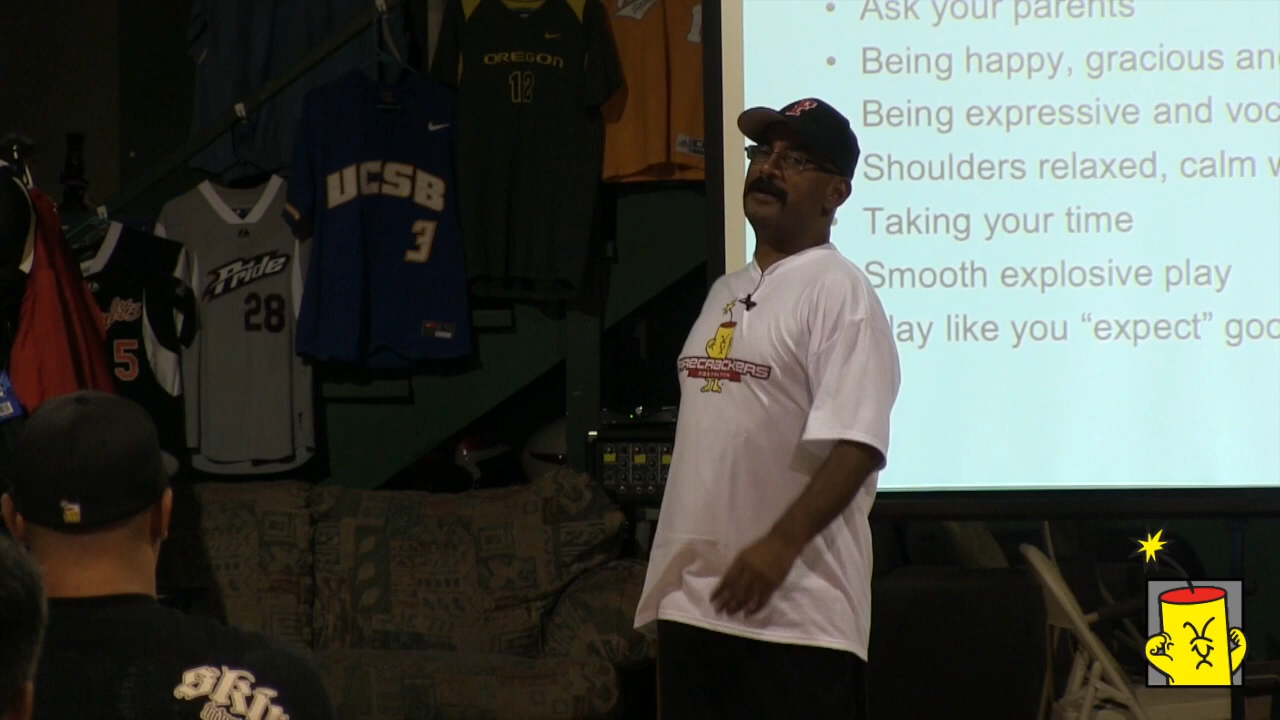 Ask your parents
Being happy, gracious an
Being expressive and voc
Shoulders relaxed, calm w
Taking your time
Smooth explosive play
lay like you “expect” goo
OREGON
12
UCSB
3
Pride
28
5
FIRECRACKERS
P